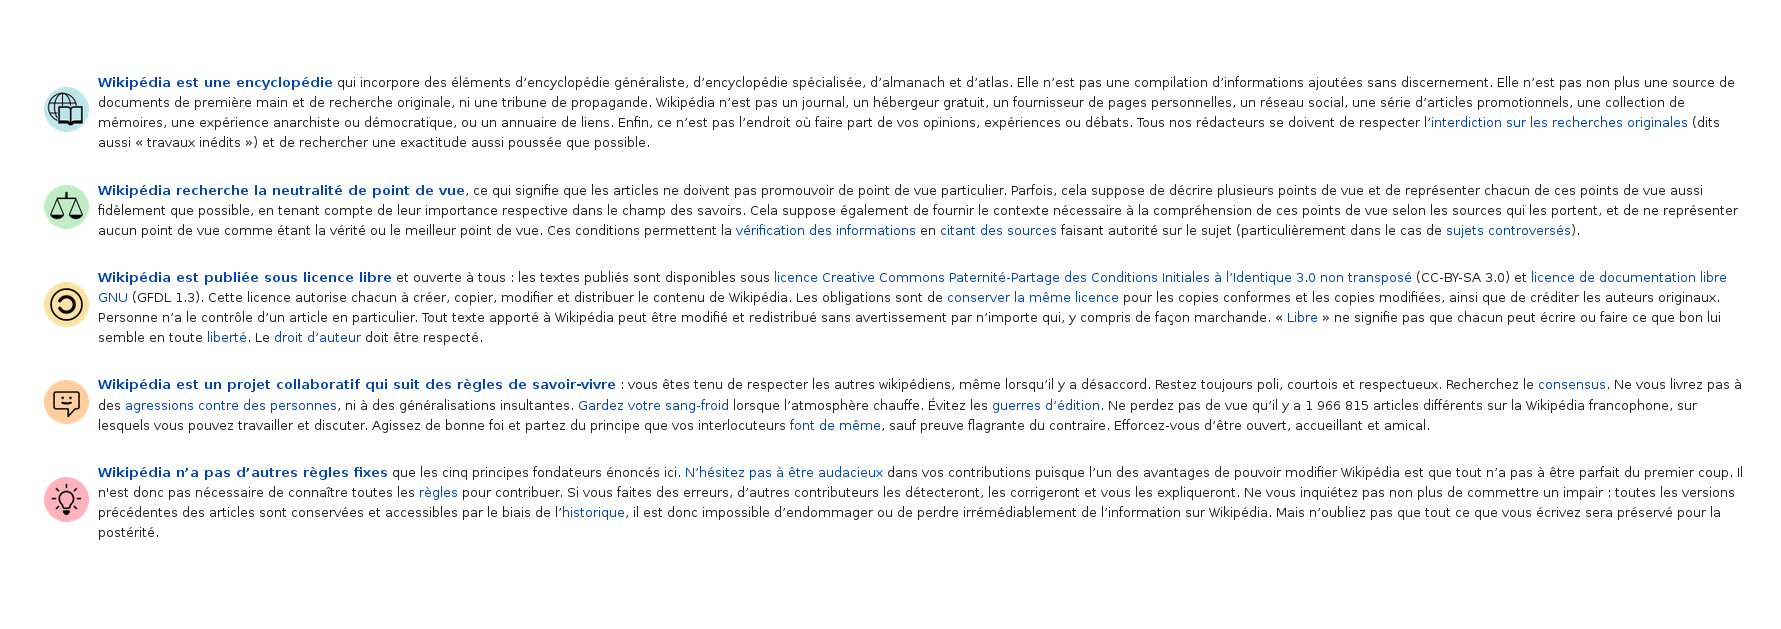 Wikipédia est une encyclopédie qui incorpore des éléments d’encyclopédie généraliste, d’encyclopédie spécialisée, d’almanach et d’atlas. Elle n’est pas une compilation d’informations ajoutées sans discernement. Elle n’est pas non plus une source de
documents de première main et de recherche originale, ni une tribune de propagande. Wikipédia n’est pas un journal, un hébergeur gratuit, un fournisseur de pages personnelles, un réseau social, une série d’articles promotionnels, une collection de
mémoires, une expérience anarchiste ou démocratique, ou un annuaire de liens. Enfin, ce n’est pas l’endroit où faire part de vos opinions, expériences ou débats. Tous nos rédacteurs se doivent de respecter l’interdiction sur les recherches originales (dits
aussi « travaux inédits ») et de rechercher une exactitude aussi poussée que possible.
Wikipédia recherche la neutralité de point de vue, ce qui signifie que les articles ne doivent pas promouvoir de point de vue particulier. Parfois, cela suppose de décrire plusieurs points de vue et de représenter chacun de ces points de vue aussi
fidèlement que possible, en tenant compte de leur importance respective dans le champ des savoirs. Cela suppose également de fournir le contexte nécessaire à la compréhension de ces points de vue selon les sources qui les portent, et de ne représenter
aucun point de vue comme étant la vérité ou le meilleur point de vue. Ces conditions permettent la vérification des informations en citant des sources faisant autorité sur le sujet (particulièrement dans le cas de sujets controversés).
Wikipédia est publiée sous licence libre et ouverte à tous : les textes publiés sont disponibles sous licence Creative Commons Paternité-Partage des Conditions Initiales à l’Identique 3.0 non transposé (CC-BY-SA 3.0) et licence de documentation libre
GNU (GFDL 1.3). Cette licence autorise chacun à créer, copier, modifier et distribuer le contenu de Wikipédia. Les obligations sont de conserver la même licence pour les copies conformes et les copies modifiées, ainsi que de créditer les auteurs originaux.
Personne n’a le contrôle d’un article en particulier. Tout texte apporté à Wikipédia peut être modifié et redistribué sans avertissement par n’importe qui, y compris de façon marchande. « Libre » ne signifie pas que chacun peut écrire ou faire ce que bon lui
semble en toute liberté. Le droit d’auteur doit être respecté.
Wikipédia est un projet collaboratif qui suit des règles de savoir-vivre : vous êtes tenu de respecter les autres wikipédiens, même lorsqu’il y a désaccord. Restez toujours poli, courtois et respectueux. Recherchez le consensus. Ne vous livrez pas à
des agressions contre des personnes, ni à des généralisations insultantes. Gardez votre sang-froid lorsque l’atmosphère chauffe. Évitez les guerres d’édition. Ne perdez pas de vue qu’il y a 1 966 815 articles différents sur la Wikipédia francophone, sur
lesquels vous pouvez travailler et discuter. Agissez de bonne foi et partez du principe que vos interlocuteurs font de même, sauf preuve flagrante du contraire. Efforcez-vous d’être ouvert, accueillant et amical.
Wikipédia n’a pas d’autres règles fixes que les cinq principes fondateurs énoncés ici. N’hésitez pas à être audacieux dans vos contributions puisque l’un des avantages de pouvoir modifier Wikipédia est que tout n’a pas à être parfait du premier coup. Il
n'est donc pas nécessaire de connaître toutes les règles pour contribuer. Si vous faites des erreurs, d’autres contributeurs les détecteront, les corrigeront et vous les expliqueront. Ne vous inquiétez pas non plus de commettre un impair : toutes les versions
précédentes des articles sont conservées et accessibles par le biais de l’historique, il est donc impossible d’endommager ou de perdre irrémédiablement de l’information sur Wikipédia. Mais n’oubliez pas que tout ce que vous écrivez sera préservé pour la
postérité.